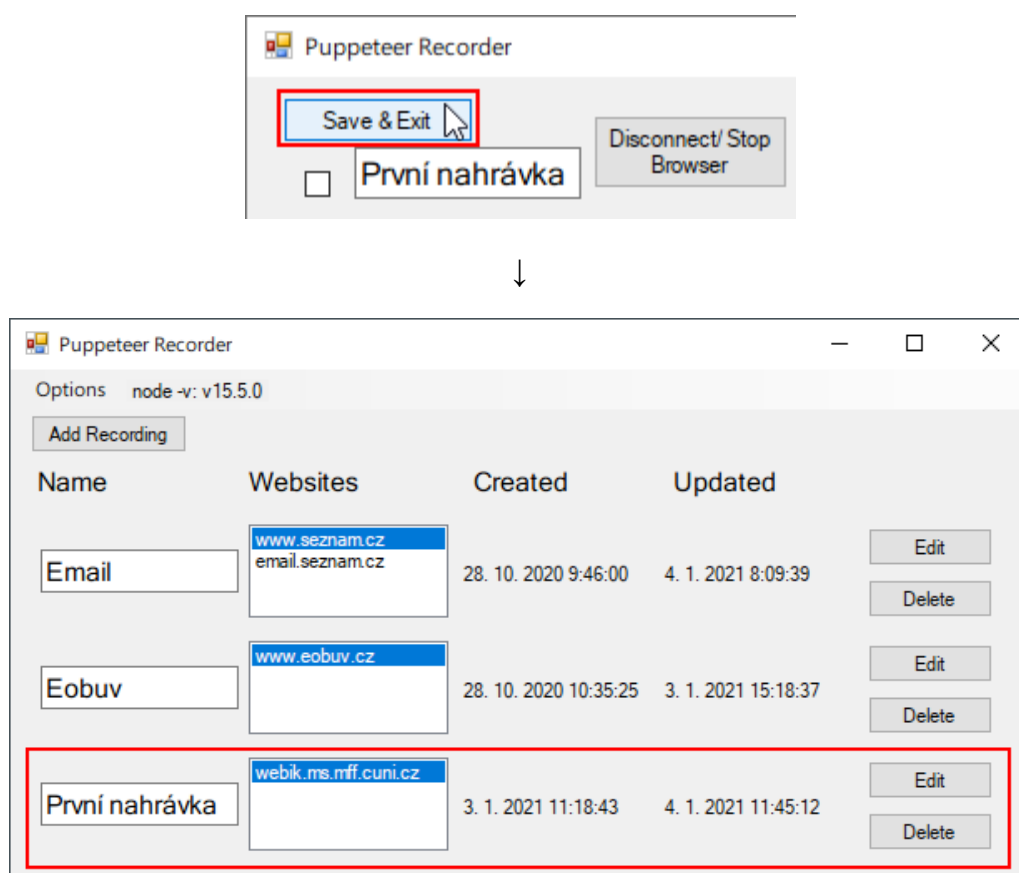 Puppeteer Recorder
Save & Exit
Disconnect/ Stop
Browser
První nahrávka
↓
Puppeteer Recorder
Options node -v: v15.5.0
Add Recording
Name Websites Created Updated
www.seznam.cz
email.seznam.cz
Email 28. 10. 2020 9:46:00 4. 1. 2021 8:09:39
Edit
Delete
www.eobuv.cz
Eobuv 28. 10. 2020 10:35:25 3. 1. 2021 15:18:37
Edit
Delete
webik.ms.mff.cuni.cz
První nahrávka 3. 1. 2021 11:18:43 4. 1. 2021 11:45:12
Edit
Delete